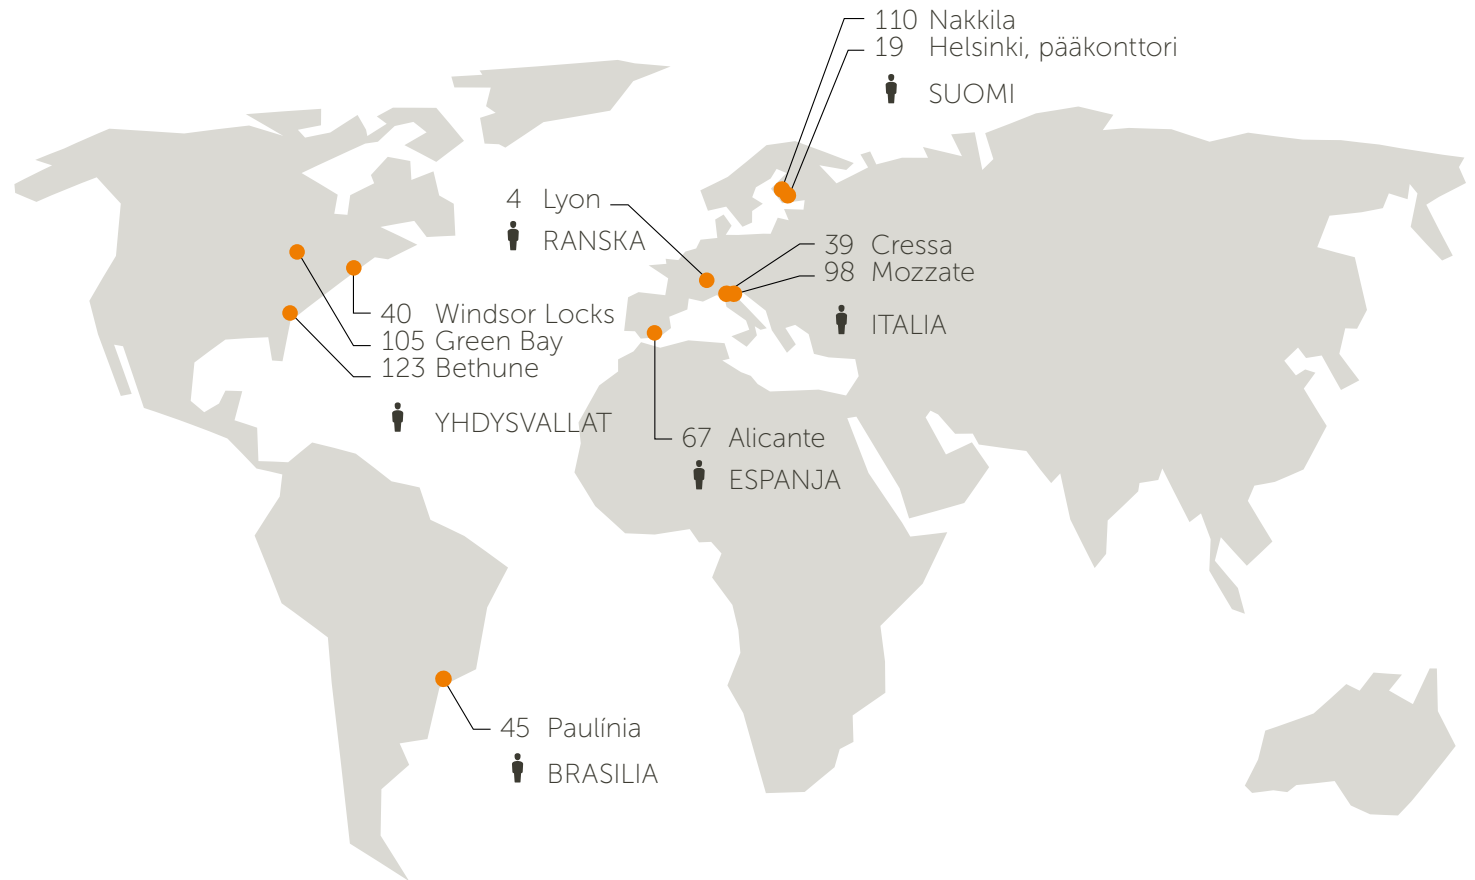 110 Nakkila
19 Helsinki, pääkonttori
SUOMI
4 Lyon
RANSKA
39 Cressa
98 Mozzate
ITALIA
40 Windsor Locks
105 Green Bay
123 Bethune
YHDYSVALLAT
67 Alicante
ESPANJA
45 Paulínia
BRASILIA